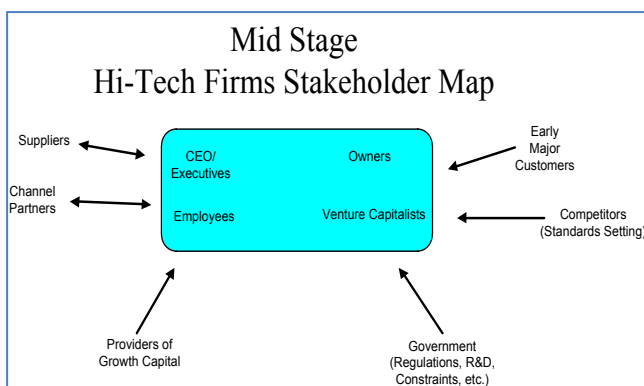 Mid Stage
Hi-Tech Firms Stakeholder Map
Suppliers
Channel
Partners
CEO/
Executives
Employees
Owners
Venture Capitalists
Early
Major
Customers
Competitors
(Standards Setting)
Providers of
Growth Capital
Government
(Regulations, R&D,
Constraints, etc.)